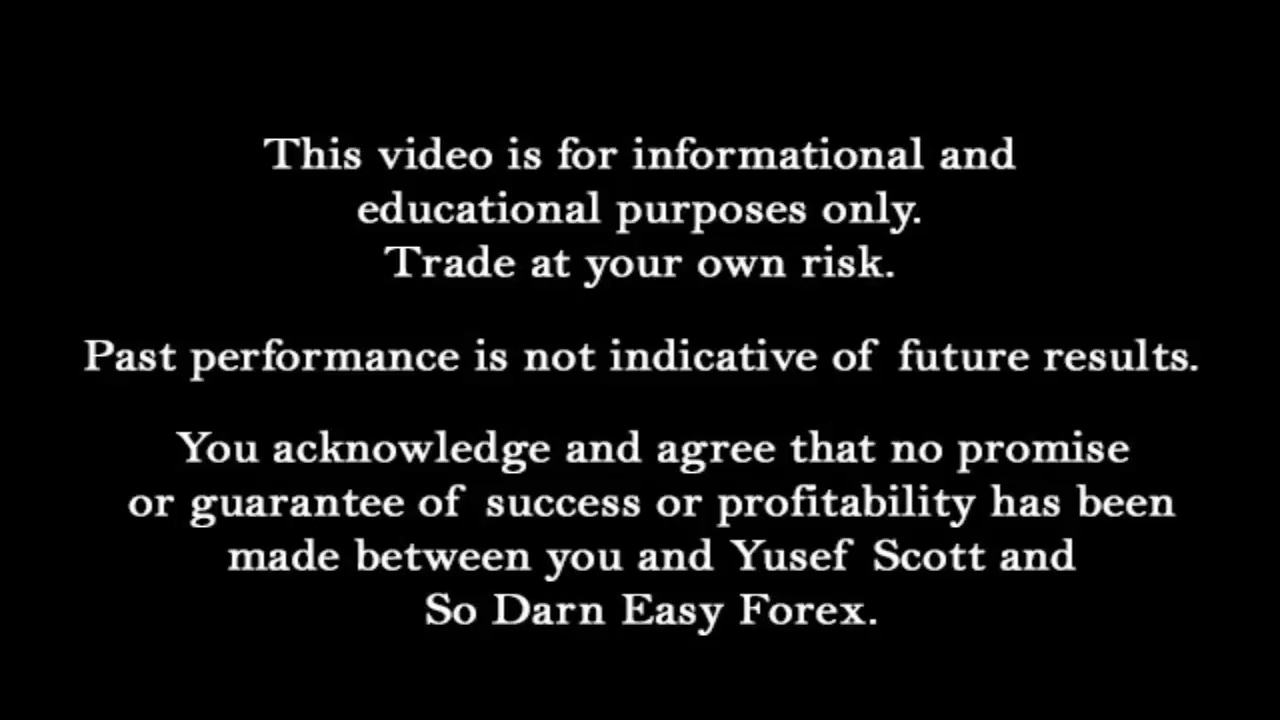 This video is for informational and
educational purposes only.
Trade at your own risk.
Past performance is not indicative of future results.
You acknowledge and agree that no promise
or guarantee of success or profitability has been
made between you and Yusef Scott and
So Darn Easy Forex.